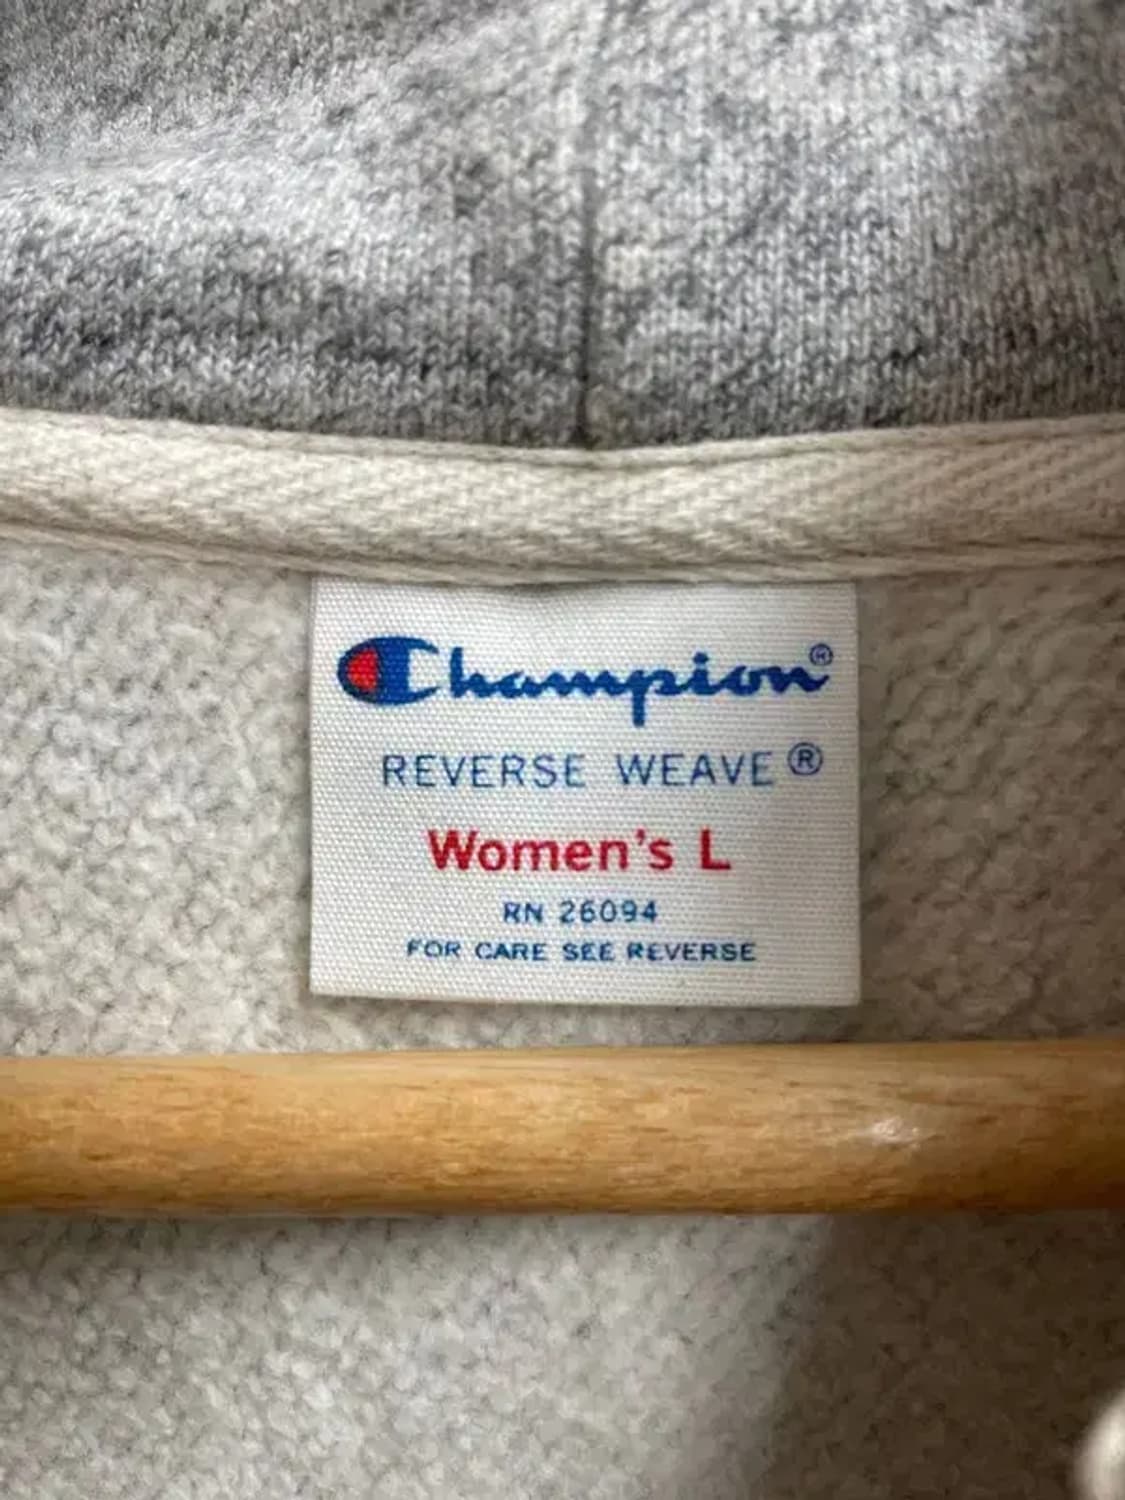 Champion®
REVERSE WEAVE®
Women's L
RN 26094
FOR CARE SEE REVERSE